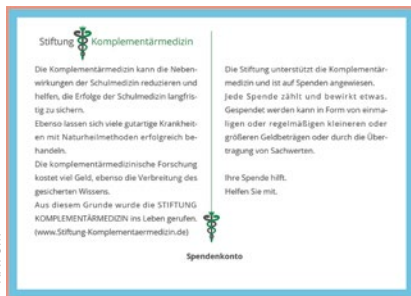 Stiftung Komplementärmedizin
Die Komplementärmedizin kann die Neben-
wirkungen der Schulmedizin reduzieren und
helfen, die Erfolge der Schulmedizin langfris-
tig zu sichern.
Ebenso lassen sich viele gutartige Krankheit-
en mit Naturheilmethoden erfolgreich be-
handeln.
Die komplementärmedizinische Forschung
kostet viel Geld, ebenso die Verbreitung des
gesicherten Wissens.
Aus diesem Grunde wurde die STIFTUNG
KOMPLEMENTÄRMEDIZIN ins Leben gerufen.
(www.Stiftung-Komplementaermedizin.de)
Die Stiftung unterstützt die Komplementär-
medizin und ist auf Spenden angewiesen.
Jede Spende zählt und bewirkt etwas.
Gespendet werden kann in Form von einma-
ligen oder regelmäßigen kleineren oder
größeren Geldbeträgen oder durch die Über-
tragung von Sachwerten.
Ihre Spende hilft.
Helfen Sie mit.
Spendenkonto